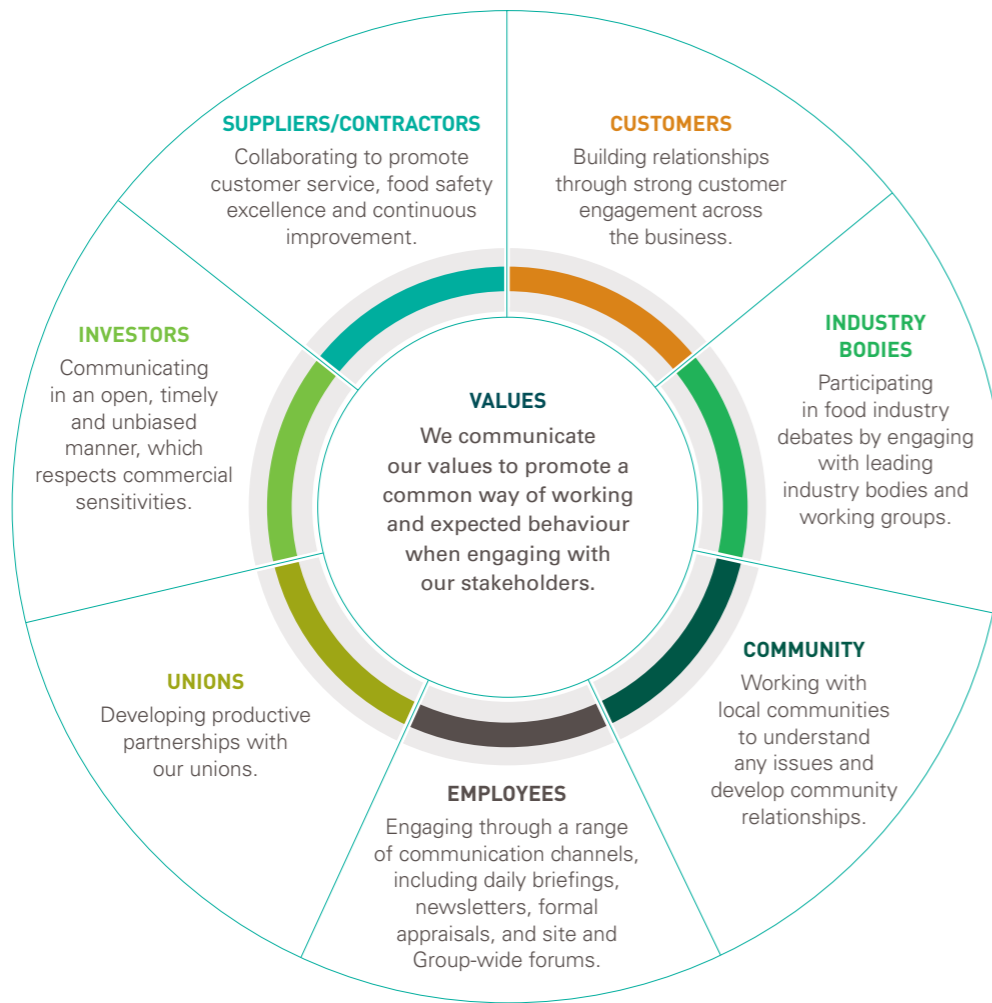 SUPPLIERS/CONTRACTORS
Collaborating to promote
customer service, food safety
excellence and continuous
improvement.
CUSTOMERS
Building relationships
through strong customer
engagement across
the business.
INVESTORS
Communicating
in an open, timely
and unbiased
manner, which
respects commercial
sensitivities.
VALUES
We communicate
our values to promote a
common way of working
and expected behaviour
when engaging with
our stakeholders.
INDUSTRY
BODIES
Participating
in food industry
debates by engaging
with leading
industry bodies and
working groups.
UNIONS
Developing productive
partnerships with
our unions.
EMPLOYEES
Engaging through a range
of communication channels,
including daily briefings,
newsletters, formal
appraisals, and site and
Group-wide forums.
COMMUNITY
Working with
local communities
to understand
any issues and
develop community
relationships.